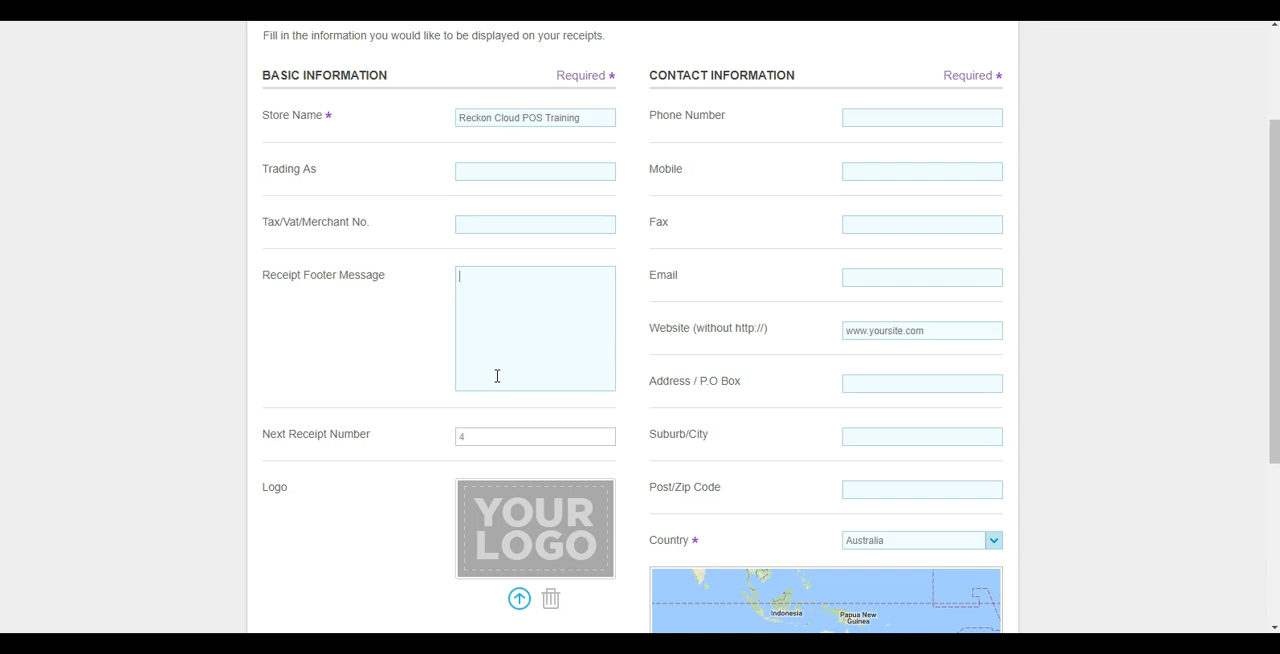 Fill in the information you would like to be displayed on your receipts.
BASIC INFORMATION Required *
Store Name * Reckon Cloud POS Training
Trading As
Tax/Vat/Merchant No.
Receipt Footer Message
Next Receipt Number 4
Logo
YOUR
LOGO
CONTACT INFORMATION Required *
Phone Number
Mobile
Fax
Email
Website (without http://) www.yoursite.com
Address / P.O Box
Suburb/City
Post/Zip Code
Country * Australia
Indonesia
Papua New
Guinea